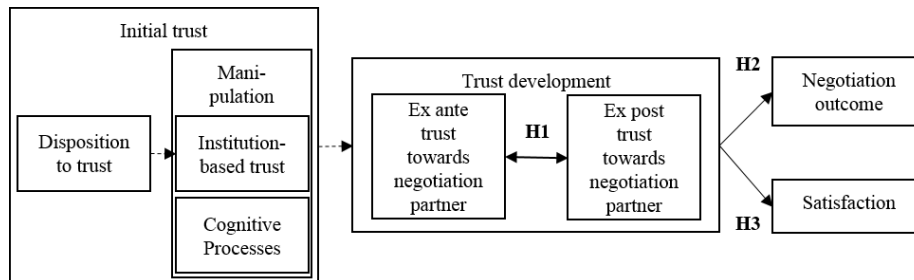 Initial trust
Disposition
to trust
Mani-
pulation
Institution-
based trust
Cognitive
Processes
Trust development
Ex ante
trust
towards
negotiation
partner
H1
Ex post
trust
towards
negotiation
partner
H2
Negotiation
outcome
H3
Satisfaction